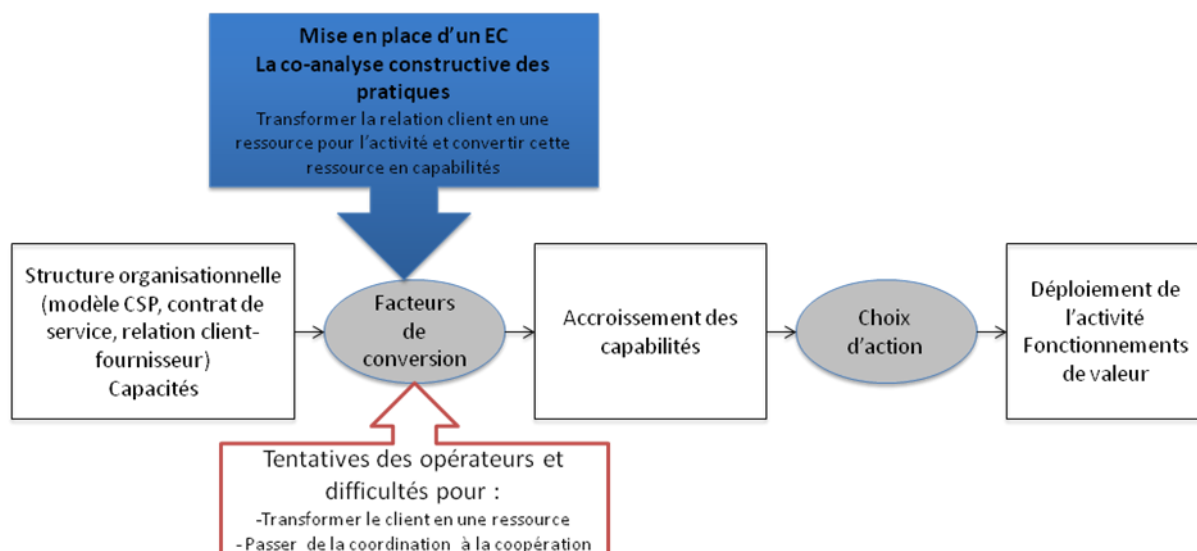 Mise en place d'un EC
La co-analyse constructive des
pratiques
Transformer la relation client en une
ressource pour l'activité et convertir cette
ressource en capabilités
Structure organisationnelle
(modèle CSP, contrat de
service, relation client-
fournisseur)
Capacités
Facteurs
de
conversion
Accroissement des
capabilités
Choix
d'action
Déploiement de
l'activité
Fonctionnements
de valeur
Tentatives des opérateurs et
difficultés pour :
-Transformer le client en une ressource
-Passer de la coordination à la coopération